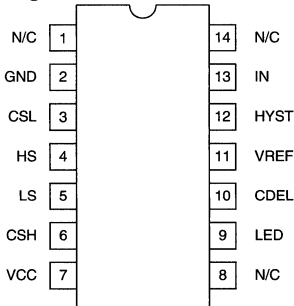 N/C 1 14 N/C
GND 2 13 IN
CSL 3 12 HYST
HS 4 11 VREF
LS 5 10 CDEL
CSH 6 9 LED
VCC 7 8 N/C